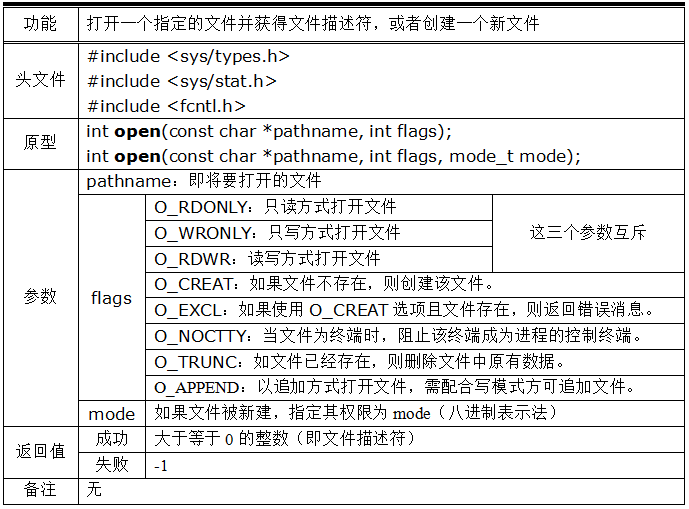 功能 打开一个指定的文件并获得文件描述符，或者创建一个新文件
头文件
#include <sys/types.h>
#include <sys/stat.h>
#include <fcntl.h>
原型
int open(const char *pathname, int flags);
int open(const char *pathname, int flags, mode_t mode);
参数
pathname：即将要打开的文件
flags
O_RDONLY：只读方式打开文件
O_WRONLY：只写方式打开文件
O_RDWR：读写方式打开文件
这三个参数互斥
O_CREAT：如果文件不存在，则创建该文件。
O_EXCL：如果使用 O_CREAT 选项且文件存在，则返回错误消息。
O_NOCTTY：当文件为终端时，阻止该终端成为进程的控制终端。
O_TRUNC：如文件已经存在，则删除文件中原有数据。
O_APPEND：以追加方式打开文件，需配合写模式方可追加文件。
mode 如果文件被新建，指定其权限为 mode（八进制表示法）
返回值
成功 大于等于 0 的整数（即文件描述符）
失败 -1
备注 无